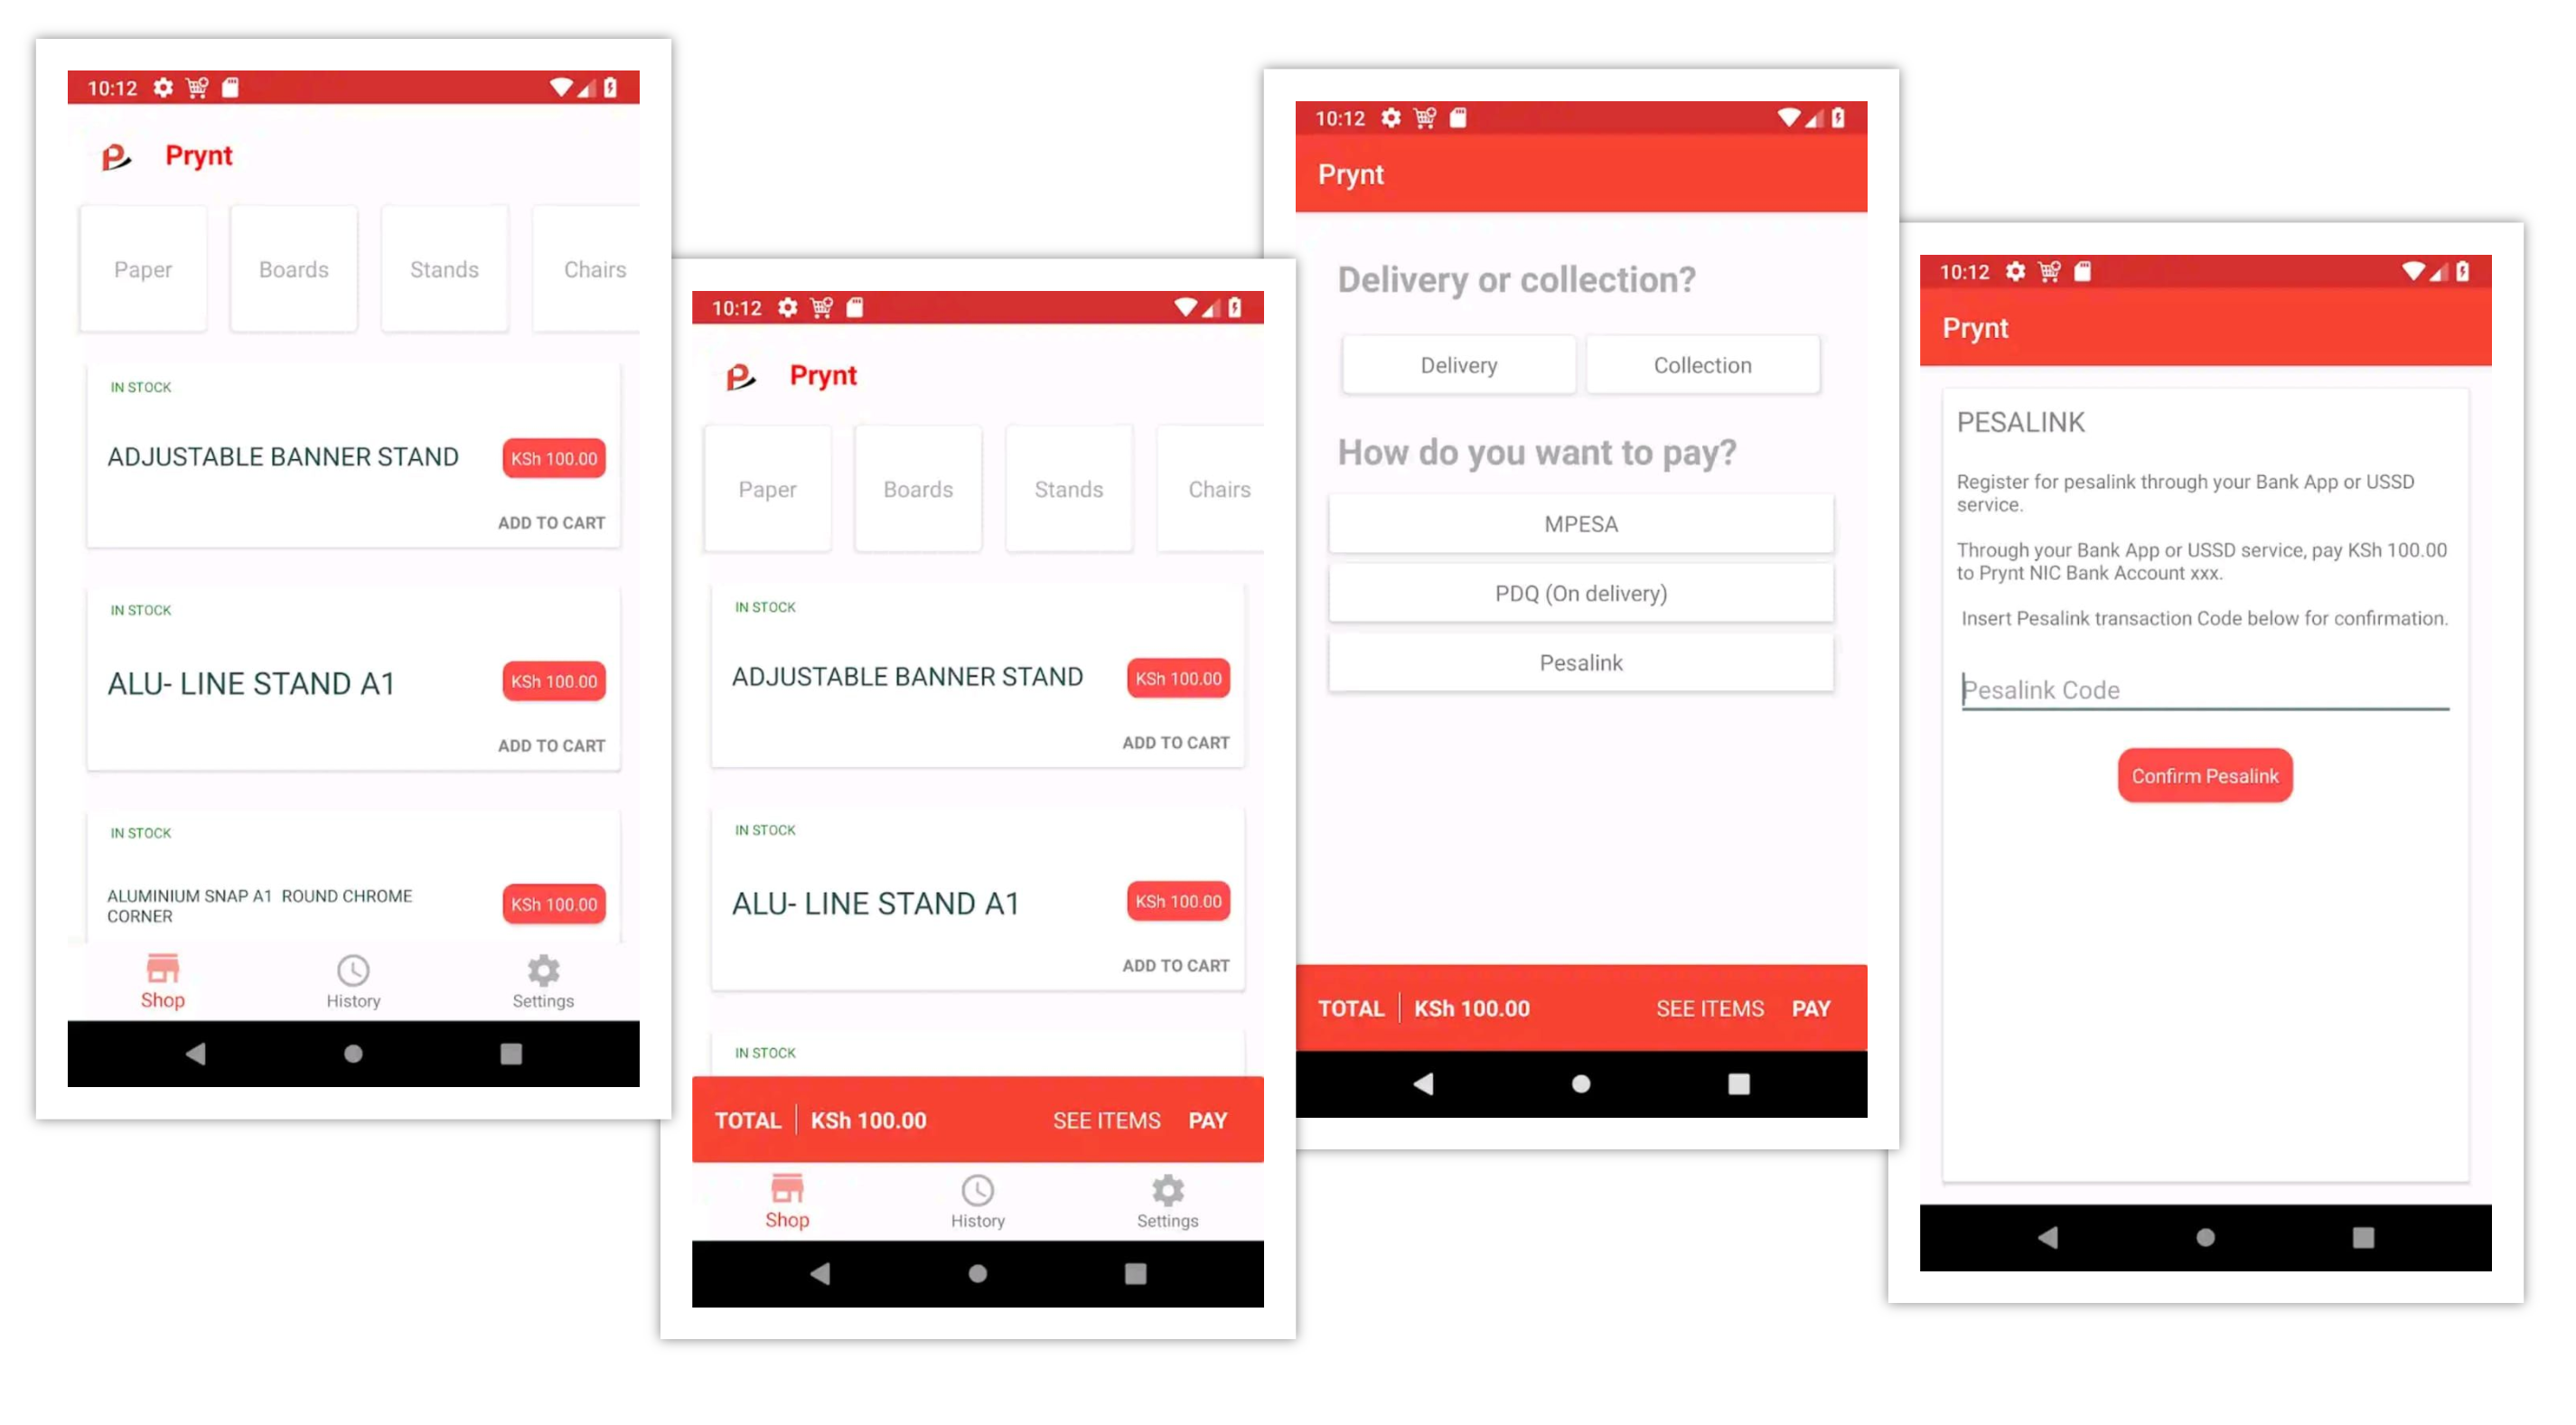 10:12
Prynt
Paper Boards Stands Chairs
IN STOCK
ADJUSTABLE BANNER STAND KSh 100.00
ADD TO CART
IN STOCK
ALU- LINE STAND A1 KSh 100.00
ADD TO CART
IN STOCK
ALUMINIUM SNAP A1 ROUND CHROME
CORNER
KSh 100.00
Shop History Settings
10:12
Prynt
Paper Boards Stands Chairs
IN STOCK
ADJUSTABLE BANNER STAND KSh 100.00
ADD TO CART
IN STOCK
ALU- LINE STAND A1 KSh 100.00
ADD TO CART
IN STOCK
TOTAL KSh 100.00 SEE ITEMS PAY
Shop History Settings
10:12
Prynt
Delivery or collection?
Delivery Collection
How do you want to pay?
MPESA
PDQ (On delivery)
Pesalink
TOTAL KSh 100.00 SEE ITEMS PAY
10:12
Prynt
PESALINK
Register for pesalink through your Bank App or USSD
service.
Through your Bank App or USSD service, pay KSh 100.00
to Prynt NIC Bank Account xxx.
Insert Pesalink transaction Code below for confirmation.
Pesalink Code
Confirm Pesalink